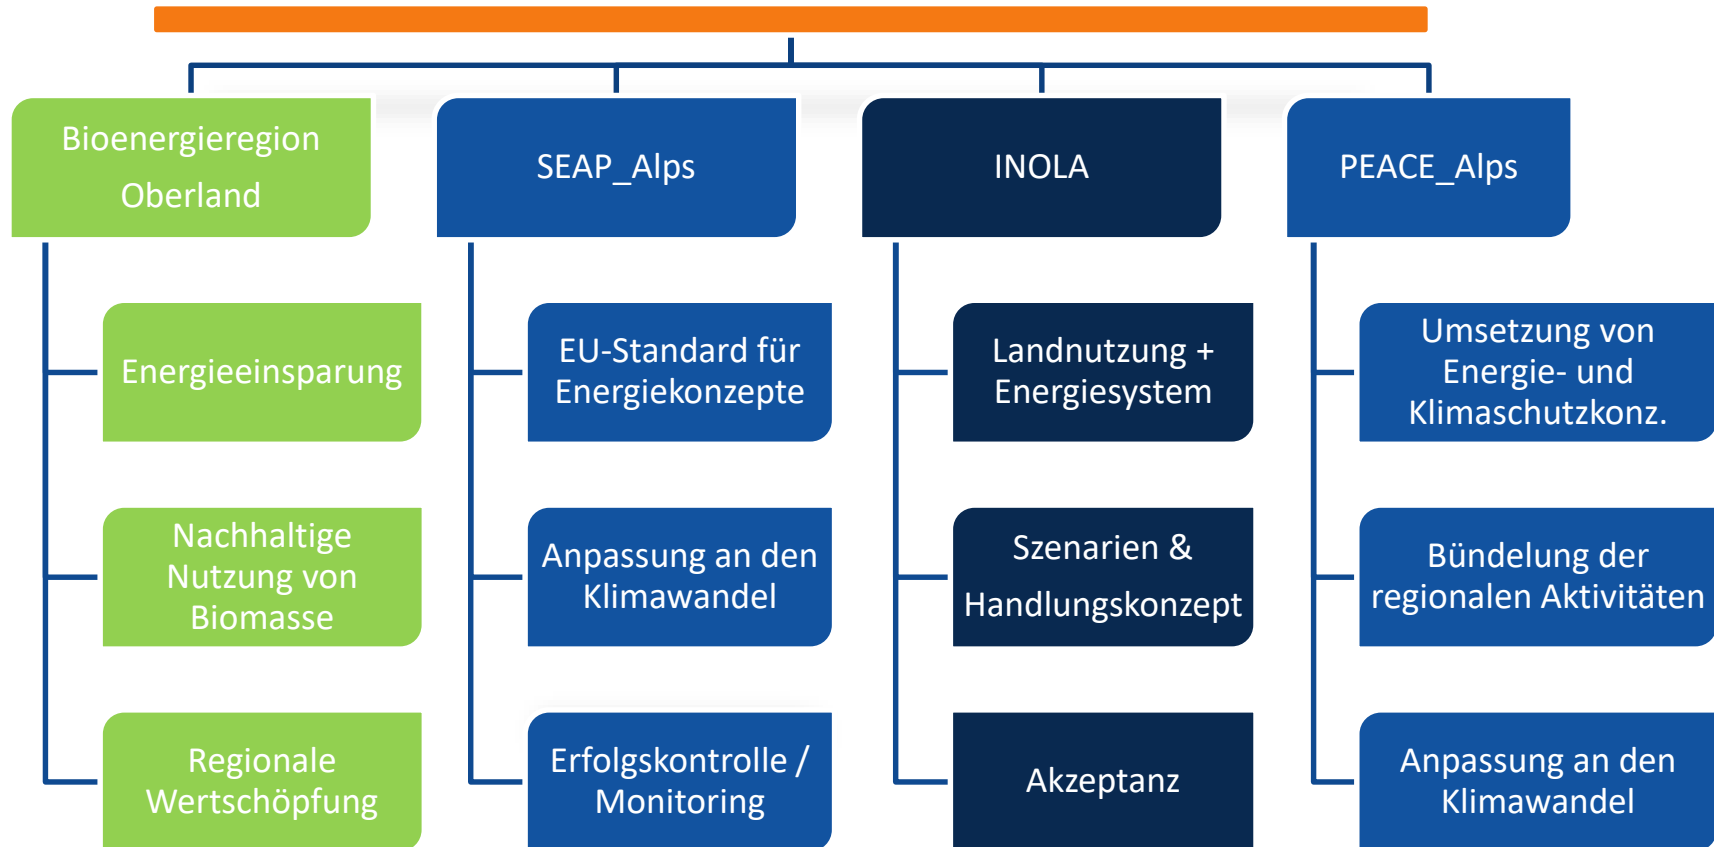 Bioenergieregion
Oberland
SEAP_Alps
INOLA
PEACE_Alps
Energieeinsparung
EU-Standard für
Energiekonzepte
Landnutzung +
Energiesystem
Umsetzung von
Energie- und
Klimaschutzkonz.
Nachhaltige
Nutzung von
Biomasse
Anpassung an den
Klimawandel
Szenarien &
Handlungskonzept
Bündelung der
regionalen Aktivitäten
Regionale
Wertschöpfung
Erfolgskontrolle /
Monitoring
Akzeptanz
Anpassung an den
Klimawandel